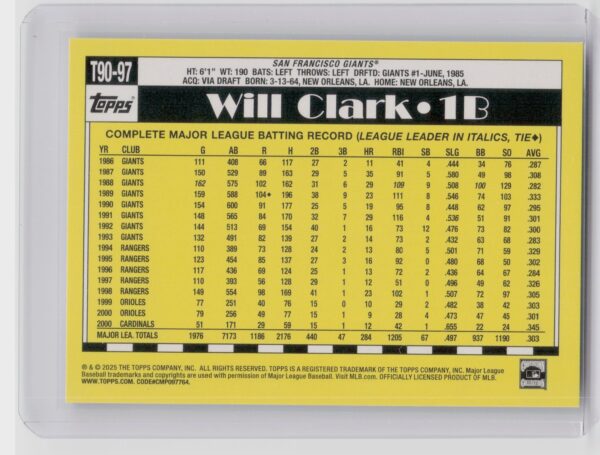 T90-97
SAN FRANCISCO GIANTS®
HT: 6'1" WT: 190 BATS: LEFT THROWS: LEFT DRFTD: GIANTS #1-JUNE, 1985
ACQ: VIA DRAFT BORN: 3-13-64, NEW ORLEANS, LA. HOME: NEW ORLEANS, LA.
Topps
Will Clark • 1B
COMPLETE MAJOR LEAGUE BATTING RECORD (LEAGUE LEADER IN ITALICS, TIE♦)
YR CLUB G AB R H 2B 3B HR RBI SB SLG BB SO AVG
1986 GIANTS 111 408 66 117 27 2 11 41 4 .444 34 76 .287
1987 GIANTS 150 529 89 163 29 5 35 91 5 .580 49 98 .308
1988 GIANTS 162 575 102 162 31 6 29 109 9 .508 100 129 .282
1989 GIANTS 159 588 104♦ 196 38 9 23 111 8 .546 74 103 .333
1990 GIANTS 154 600 91 177 25 5 19 95 8 .448 62 97 .295
1991 GIANTS 148 565 84 170 32 7 29 116 4 .536 51 91 .301
1992 GIANTS 144 513 69 154 40 1 16 73 12 .476 73 82 .300
1993 GIANTS 132 491 82 139 27 2 14 73 2 .432 63 68 .283
1994 RANGERS 110 389 73 128 24 2 13 80 5 .501 71 59 .329
1995 RANGERS 123 454 85 137 27 3 16 92 0 .480 68 50 .302
1996 RANGERS 117 436 69 124 25 1 13 72 2 .436 64 67 .284
1997 RANGERS 110 393 56 128 29 1 12 51 0 .496 49 62 .326
1998 RANGERS 149 554 98 169 41 1 23 102 1 .507 72 97 .305
1999 ORIOLES 77 251 40 76 15 0 10 29 2 .482 38 42 .303
2000 ORIOLES 79 256 49 77 15 1 9 28 4 .473 47 45 .301
2000 CARDINALS 51 171 29 59 15 1 12 42 1 .655 22 24 .345
MAJOR LEA. TOTALS 1976 7173 1186 2176 440 47 284 1205 67 .497 937 1190 .303
® & © 2025 THE TOPPS COMPANY, INC. ALL RIGHTS RESERVED. TOPPS IS A REGISTERED TRADEMARK OF THE TOPPS COMPANY, INC. Major League
Baseball trademarks and copyrights are used with permission of Major League Baseball. Visit MLB.com. OFFICIALLY LICENSED PRODUCT OF MLB.
WWW.TOPPS.COM. CODE#CMP097764.
COLLECTION